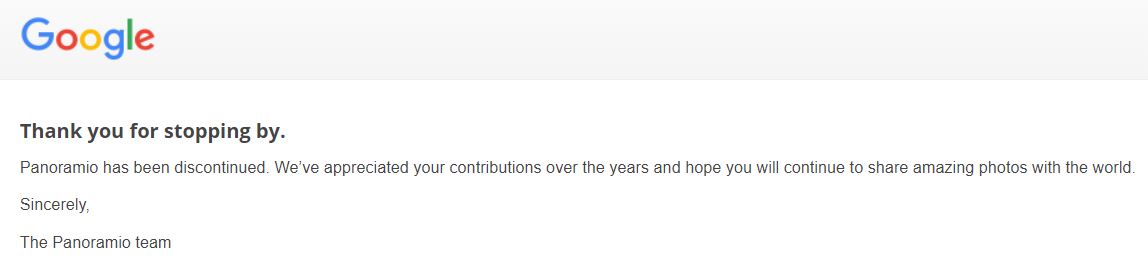 Google
Thank you for stopping by.
Panoramio has been discontinued. We’ve appreciated your contributions over the years and hope you will continue to share amazing photos with the world.
Sincerely,
The Panoramio team